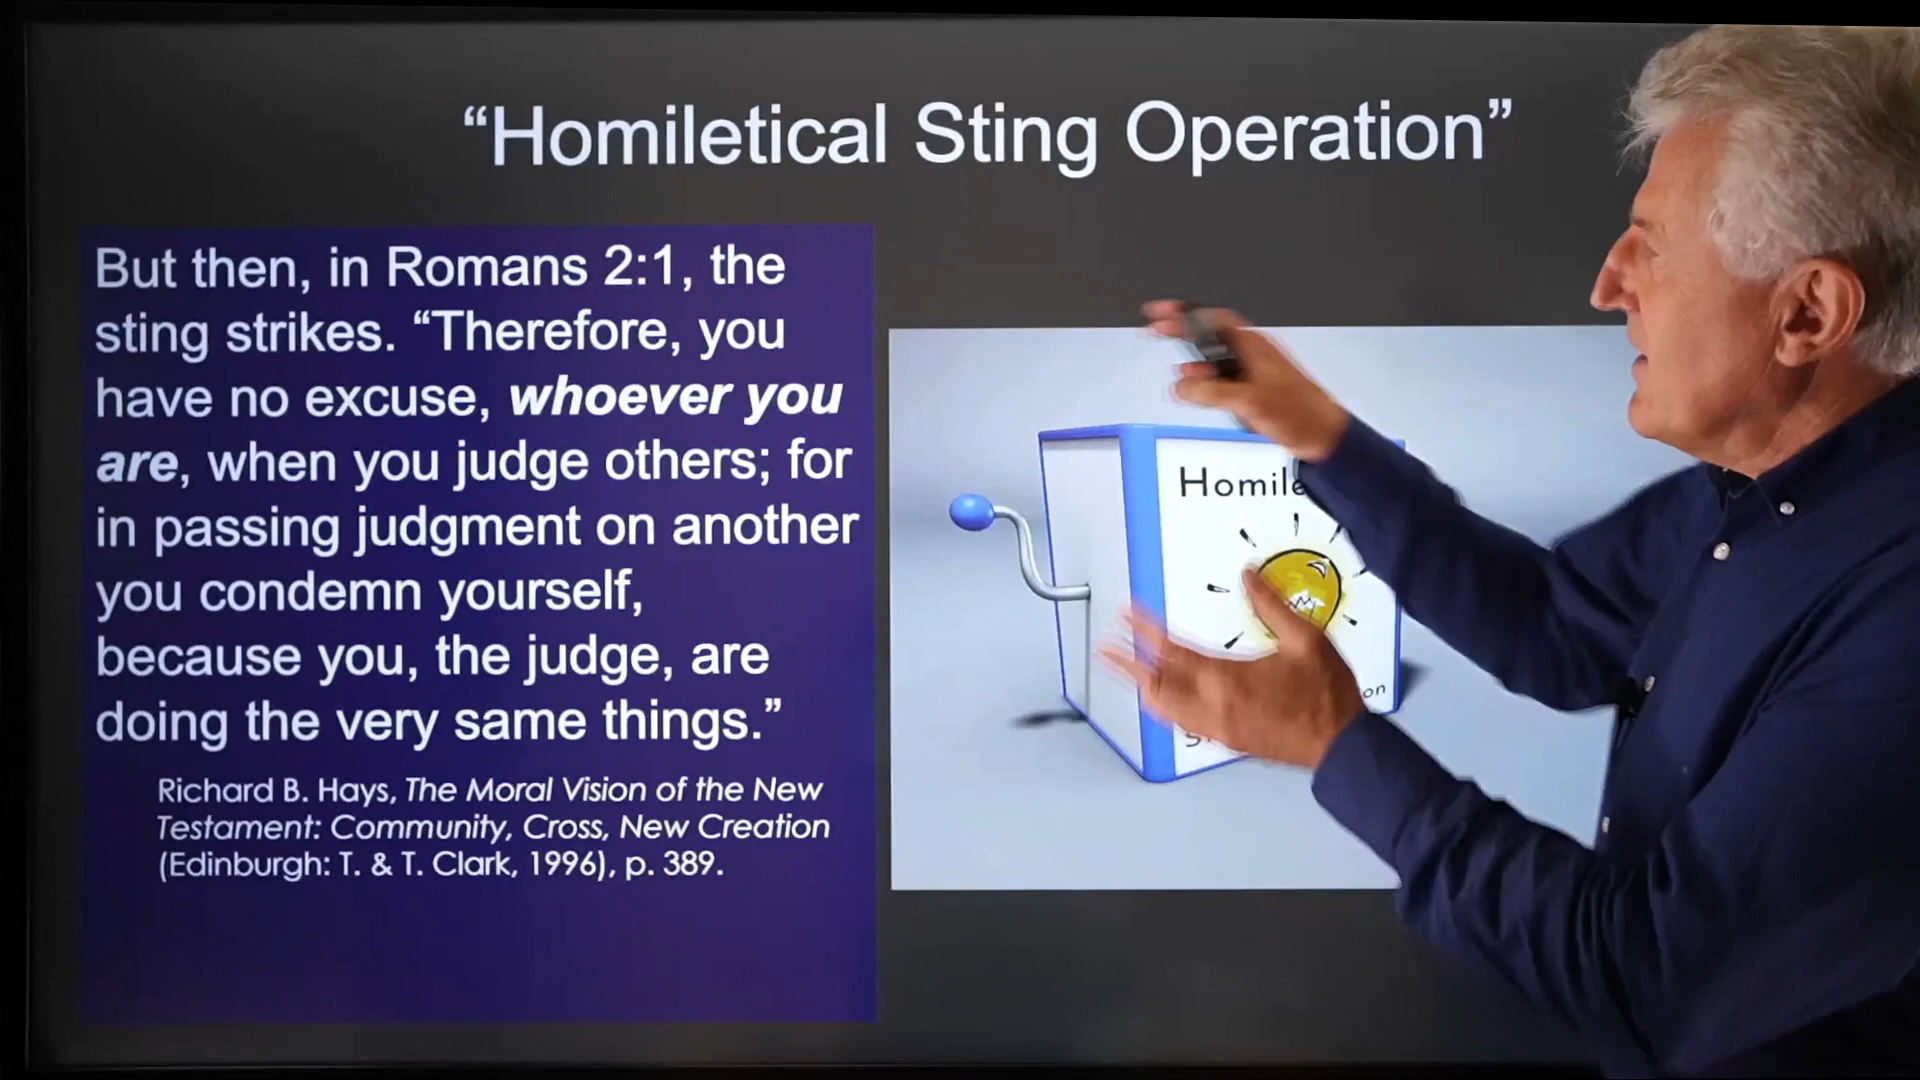 “Homiletical Sting Operation”
But then, in Romans 2:1, the
sting strikes. “Therefore, you
have no excuse, whoever you
are, when you judge others; for
in passing judgment on another
you condemn yourself,
because you, the judge, are
doing the very same things.”
Richard B. Hays, The Moral Vision of the New
Testament: Community, Cross, New Creation
(Edinburgh: T. & T. Clark, 1996), p. 389.